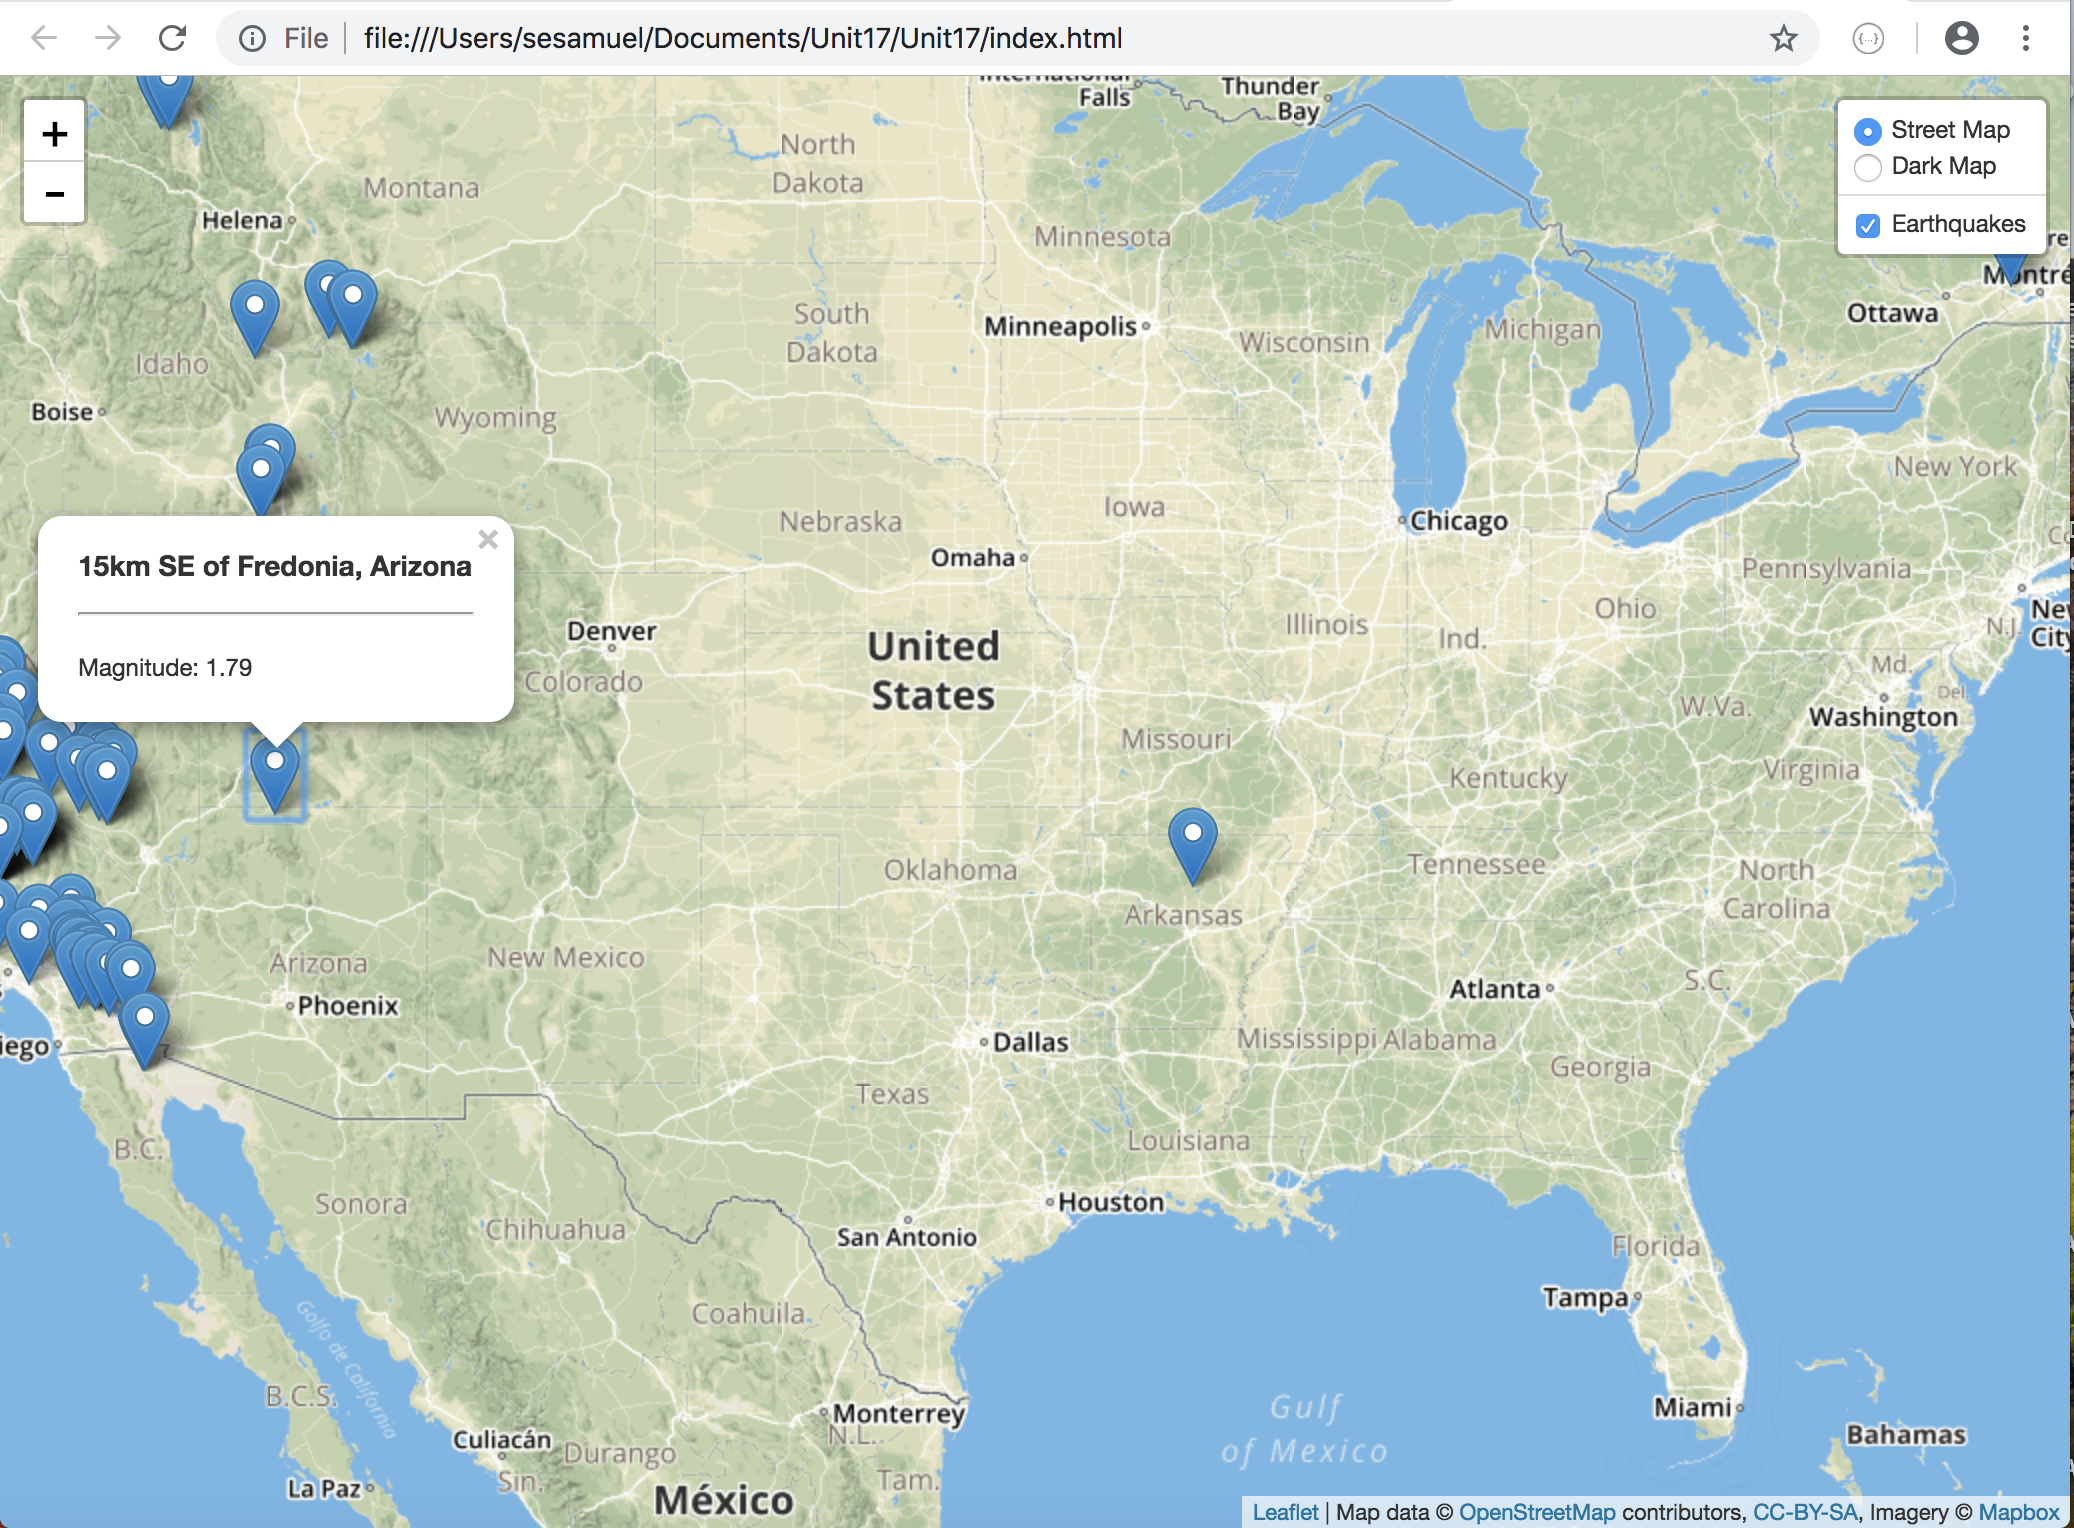 File
file:///Users/sesamuel/Documents/Unit17/Unit17/index.html
+
-
Street Map
Dark Map
Earthquakes
International
Falls
Thunder
Bay
North
Dakota
Montana
Helena
Minnesota
Montré
Ottawa
South
Dakota
Minneapolis
Wisconsin
Michigan
Idaho
Boise
Wyoming
New York
Nebraska
Iowa
Chicago
Omaha
15km SE of Fredonia, Arizona
Magnitude: 1.79
×
Pennsylvania
Ohio
Illinois
Ind.
New
City
N.J.
Denver
Colorado
United
States
Md.
Del.
W.Va.
Washington
Missouri
Kentucky
Virginia
Oklahoma
Arkansas
Tennessee
North
Carolina
Arizona
New Mexico
Phoenix
Atlanta
S.C.
iego
Dallas
Mississippi
Alabama
Georgia
Texas
B.C.
Louisiana
Sonora
Chihuahua
Houston
San Antonio
Florida
Tampa
Coahuila
Golfo de California
B.C.S.
Monterrey
N.L.
Gulf
of Mexico
Miami
Bahamas
Culiacán
Sin.
Durango
La Paz
México
Tam.
Leaflet | Map data © OpenStreetMap contributors, CC-BY-SA, Imagery © Mapbox